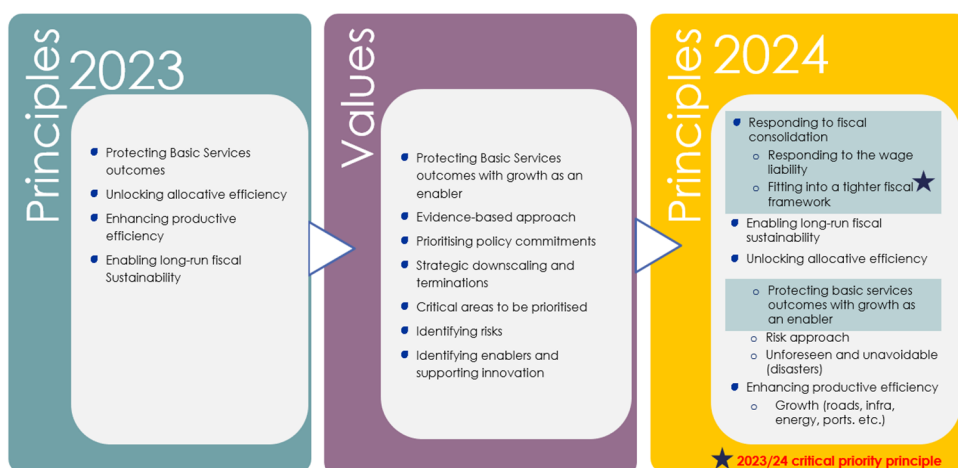 Principles 2023
Protecting Basic Services
outcomes
Unlocking allocative efficiency
Enhancing productive
efficiency
Enabling long-run fiscal
Sustainability
Values
Protecting Basic Services
outcomes with growth as an
enabler
Evidence-based approach
Prioritising policy commitments
Strategic downscaling and
terminations
Critical areas to be prioritised
Identifying risks
Identifying enablers and
supporting innovation
Principles 2024
Responding to fiscal
consolidation
Responding to the wage
liability
Fitting into a tighter fiscal
framework
Enabling long-run fiscal
sustainability
Unlocking allocative efficiency
Protecting basic services
outcomes with growth as
an enabler
Risk approach
Unforeseen and unavoidable
(disasters)
Enhancing productive efficiency
Growth (roads, infra,
energy, ports. etc.)
2023/24 critical priority principle